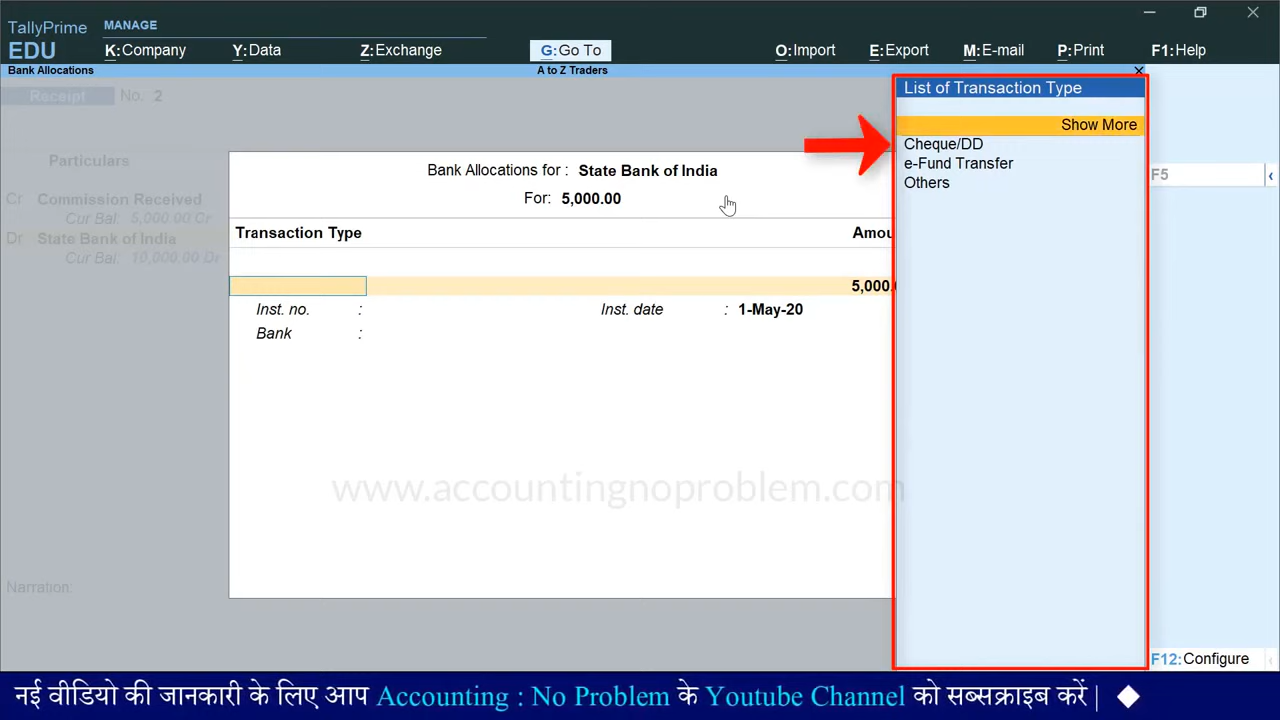 TallyPrime MANAGE
EDU K:Company Y:Data Z:Exchange G:Go To O:Import E:Export M:E-mail P:Print F1:Help
Bank Allocations A to Z Traders
Receipt No. 2
List of Transaction Type
Show More
Cheque/DD
e-Fund Transfer
Others
F5
Particulars
Cr Commission Received
Cur Bal: 5,000.00 Cr
Dr State Bank of India
Cur Bal: 10,000.00 Dr
Bank Allocations for : State Bank of India
For: 5,000.00
Transaction Type Amou
5,000.
Inst. no. : Inst. date : 1-May-20
Bank :
www.accountingnoproblem.com
Narration:
F12:Configure
नई वीडियो की जानकारी के लिए आप Accounting : No Problem के Youtube Channel को सब्सक्राइब करें |